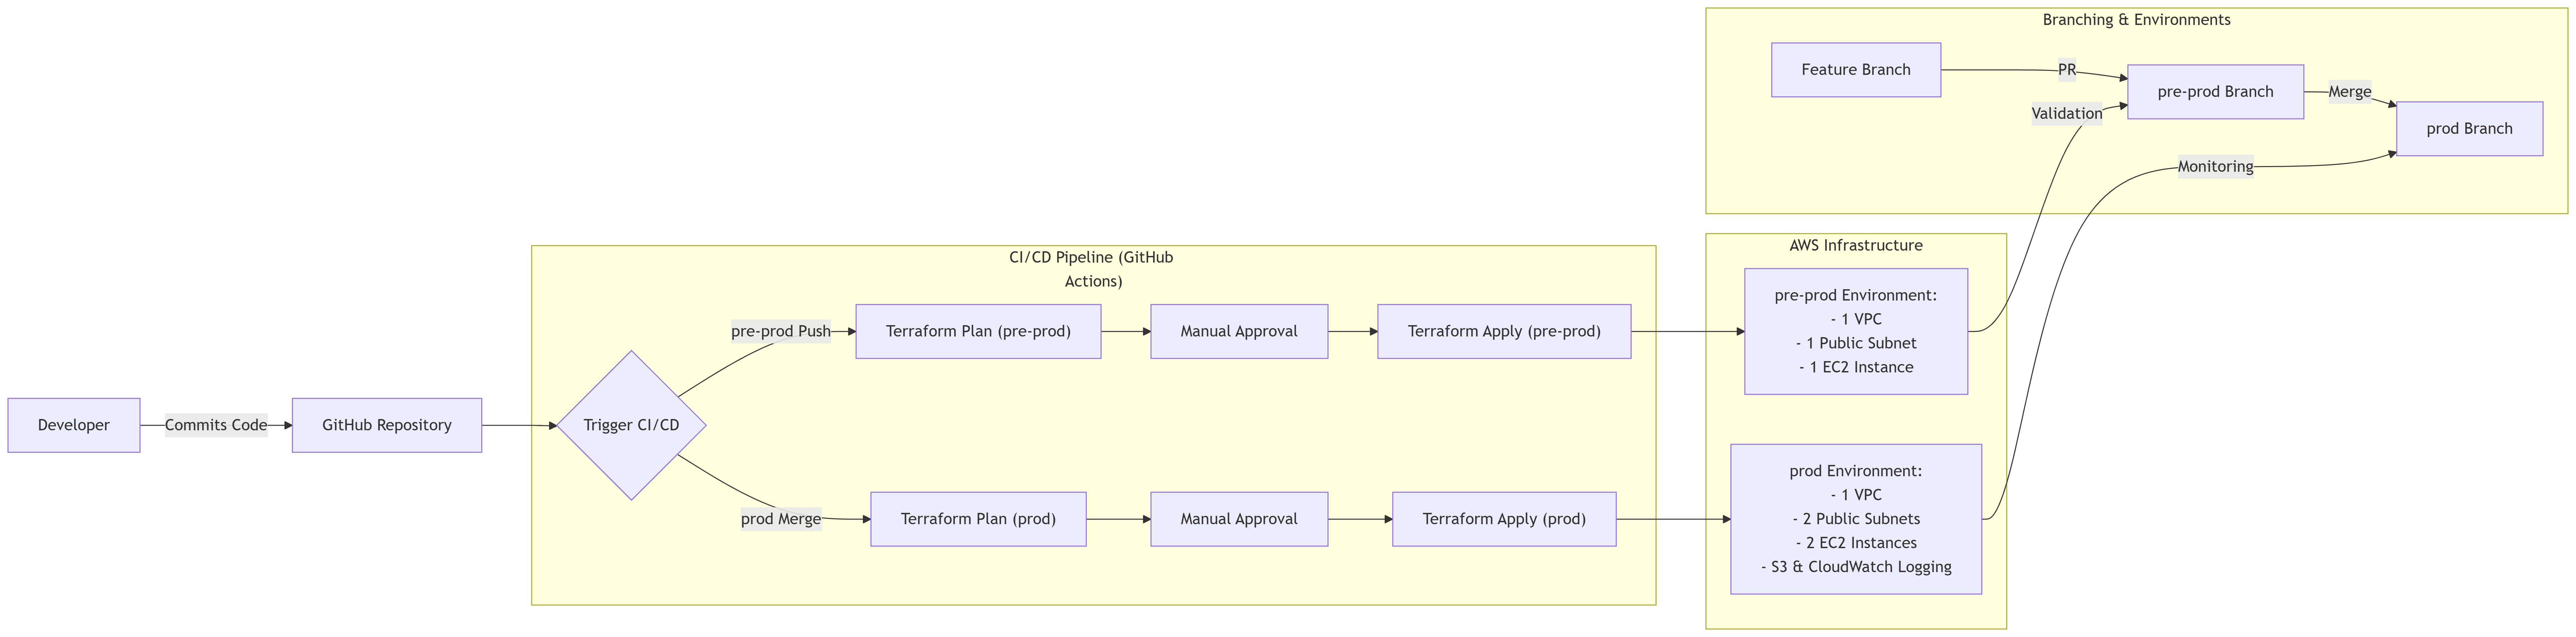 Branching & Environments
Feature Branch
PR
pre-prod Branch
Merge
prod Branch
Validation
Monitoring
CI/CD Pipeline (GitHub
Actions)
AWS Infrastructure
Developer
Commits Code
GitHub Repository
Trigger CI/CD
pre-prod Push
Terraform Plan (pre-prod)
Manual Approval
Terraform Apply (pre-prod)
pre-prod Environment:
- 1 VPC
- 1 Public Subnet
- 1 EC2 Instance
prod Merge
Terraform Plan (prod)
Manual Approval
Terraform Apply (prod)
prod Environment:
- 1 VPC
- 2 Public Subnets
- 2 EC2 Instances
- S3 & CloudWatch Logging